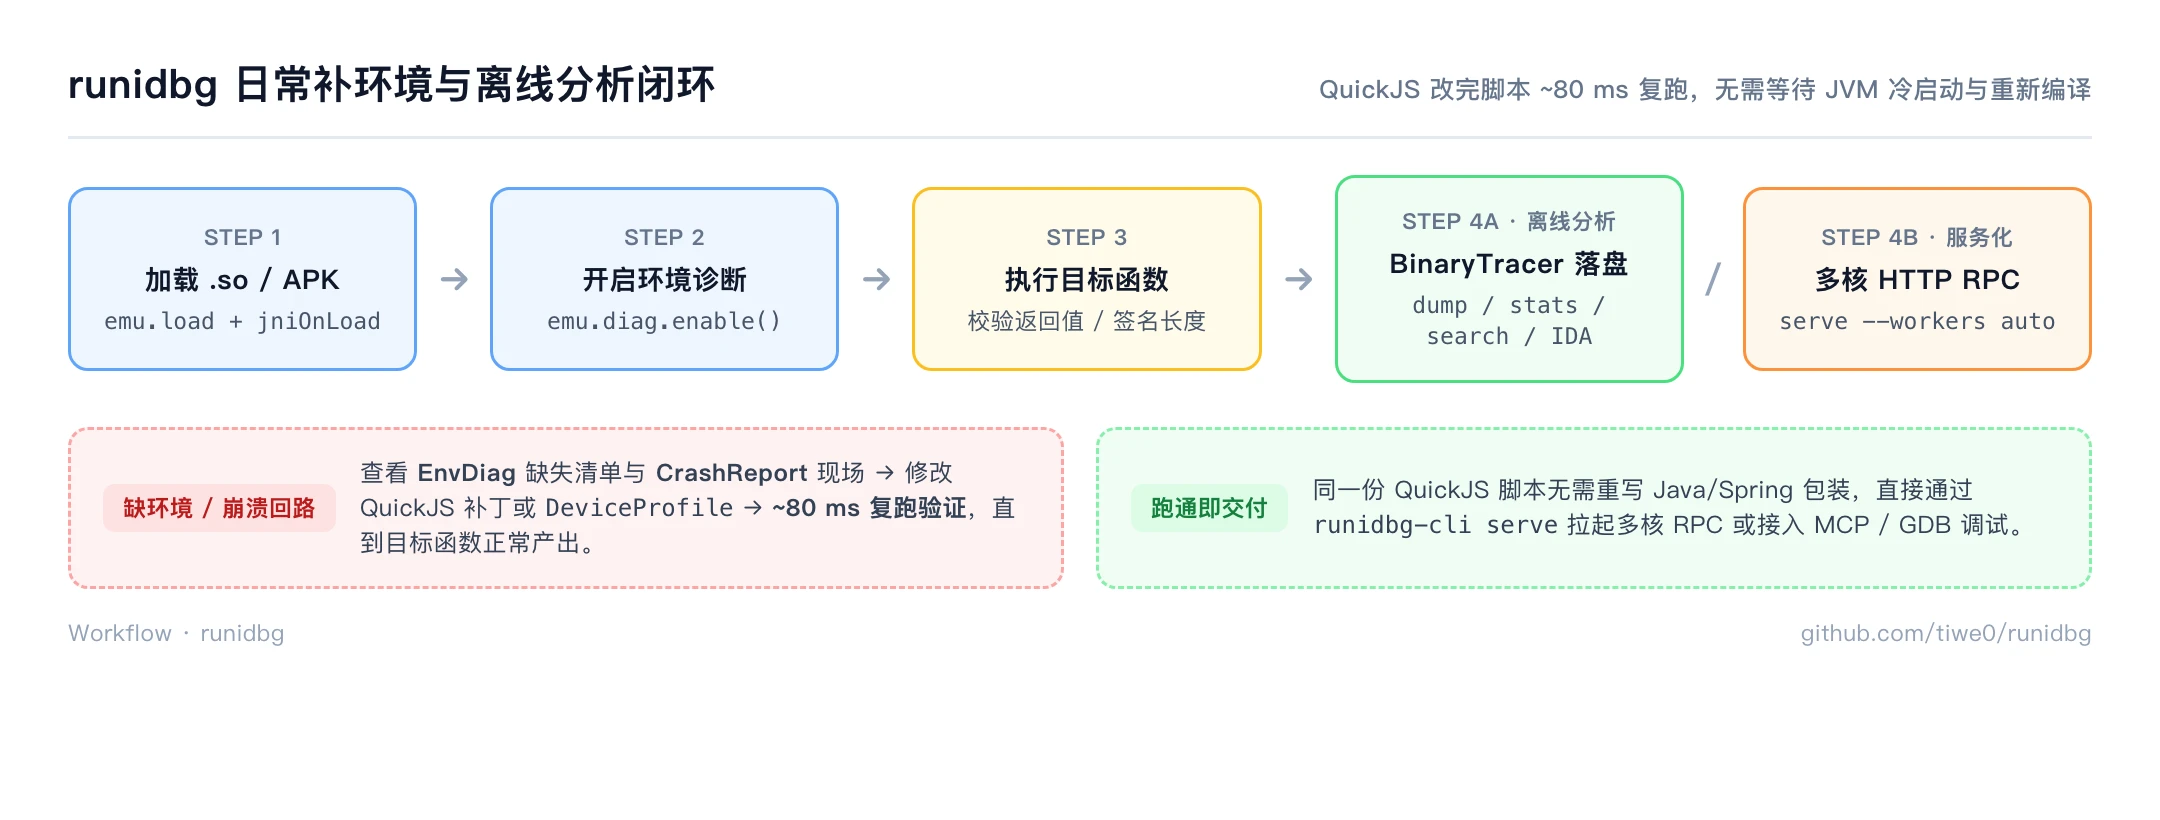 runidbg 日常补环境与离线分析闭环
QuickJS 改完脚本 ~80 ms 复跑，无需等待 JVM 冷启动与重新编译
STEP 1
加载 .so / APK
emu.load + jniOnLoad
→
STEP 2
开启环境诊断
emu.diag.enable()
→
STEP 3
执行目标函数
校验返回值 / 签名长度
→
STEP 4A · 离线分析
BinaryTracer 落盘
dump / stats /
search / IDA
/
STEP 4B · 服务化
多核 HTTP RPC
serve --workers auto
缺环境 / 崩溃回路
查看 EnvDiag 缺失清单与 CrashReport 现场 → 修改
QuickJS 补丁或 DeviceProfile → ~80 ms 复跑验证，直
到目标函数正常产出。
跑通即交付
同一份 QuickJS 脚本无需重写 Java/Spring 包装，直接通过
runidbg-cli serve 拉起多核 RPC 或接入 MCP / GDB 调试。
Workflow · runidbg
github.com/tiwe0/runidbg